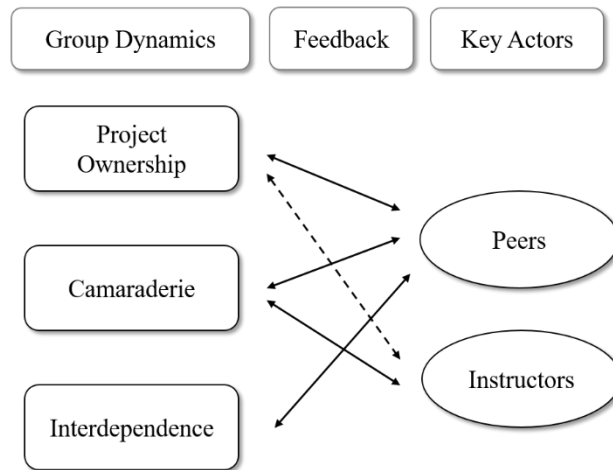 Group Dynamics
Feedback
Key Actors
Project
Ownership
Peers
Camaraderie
Instructors
Interdependence